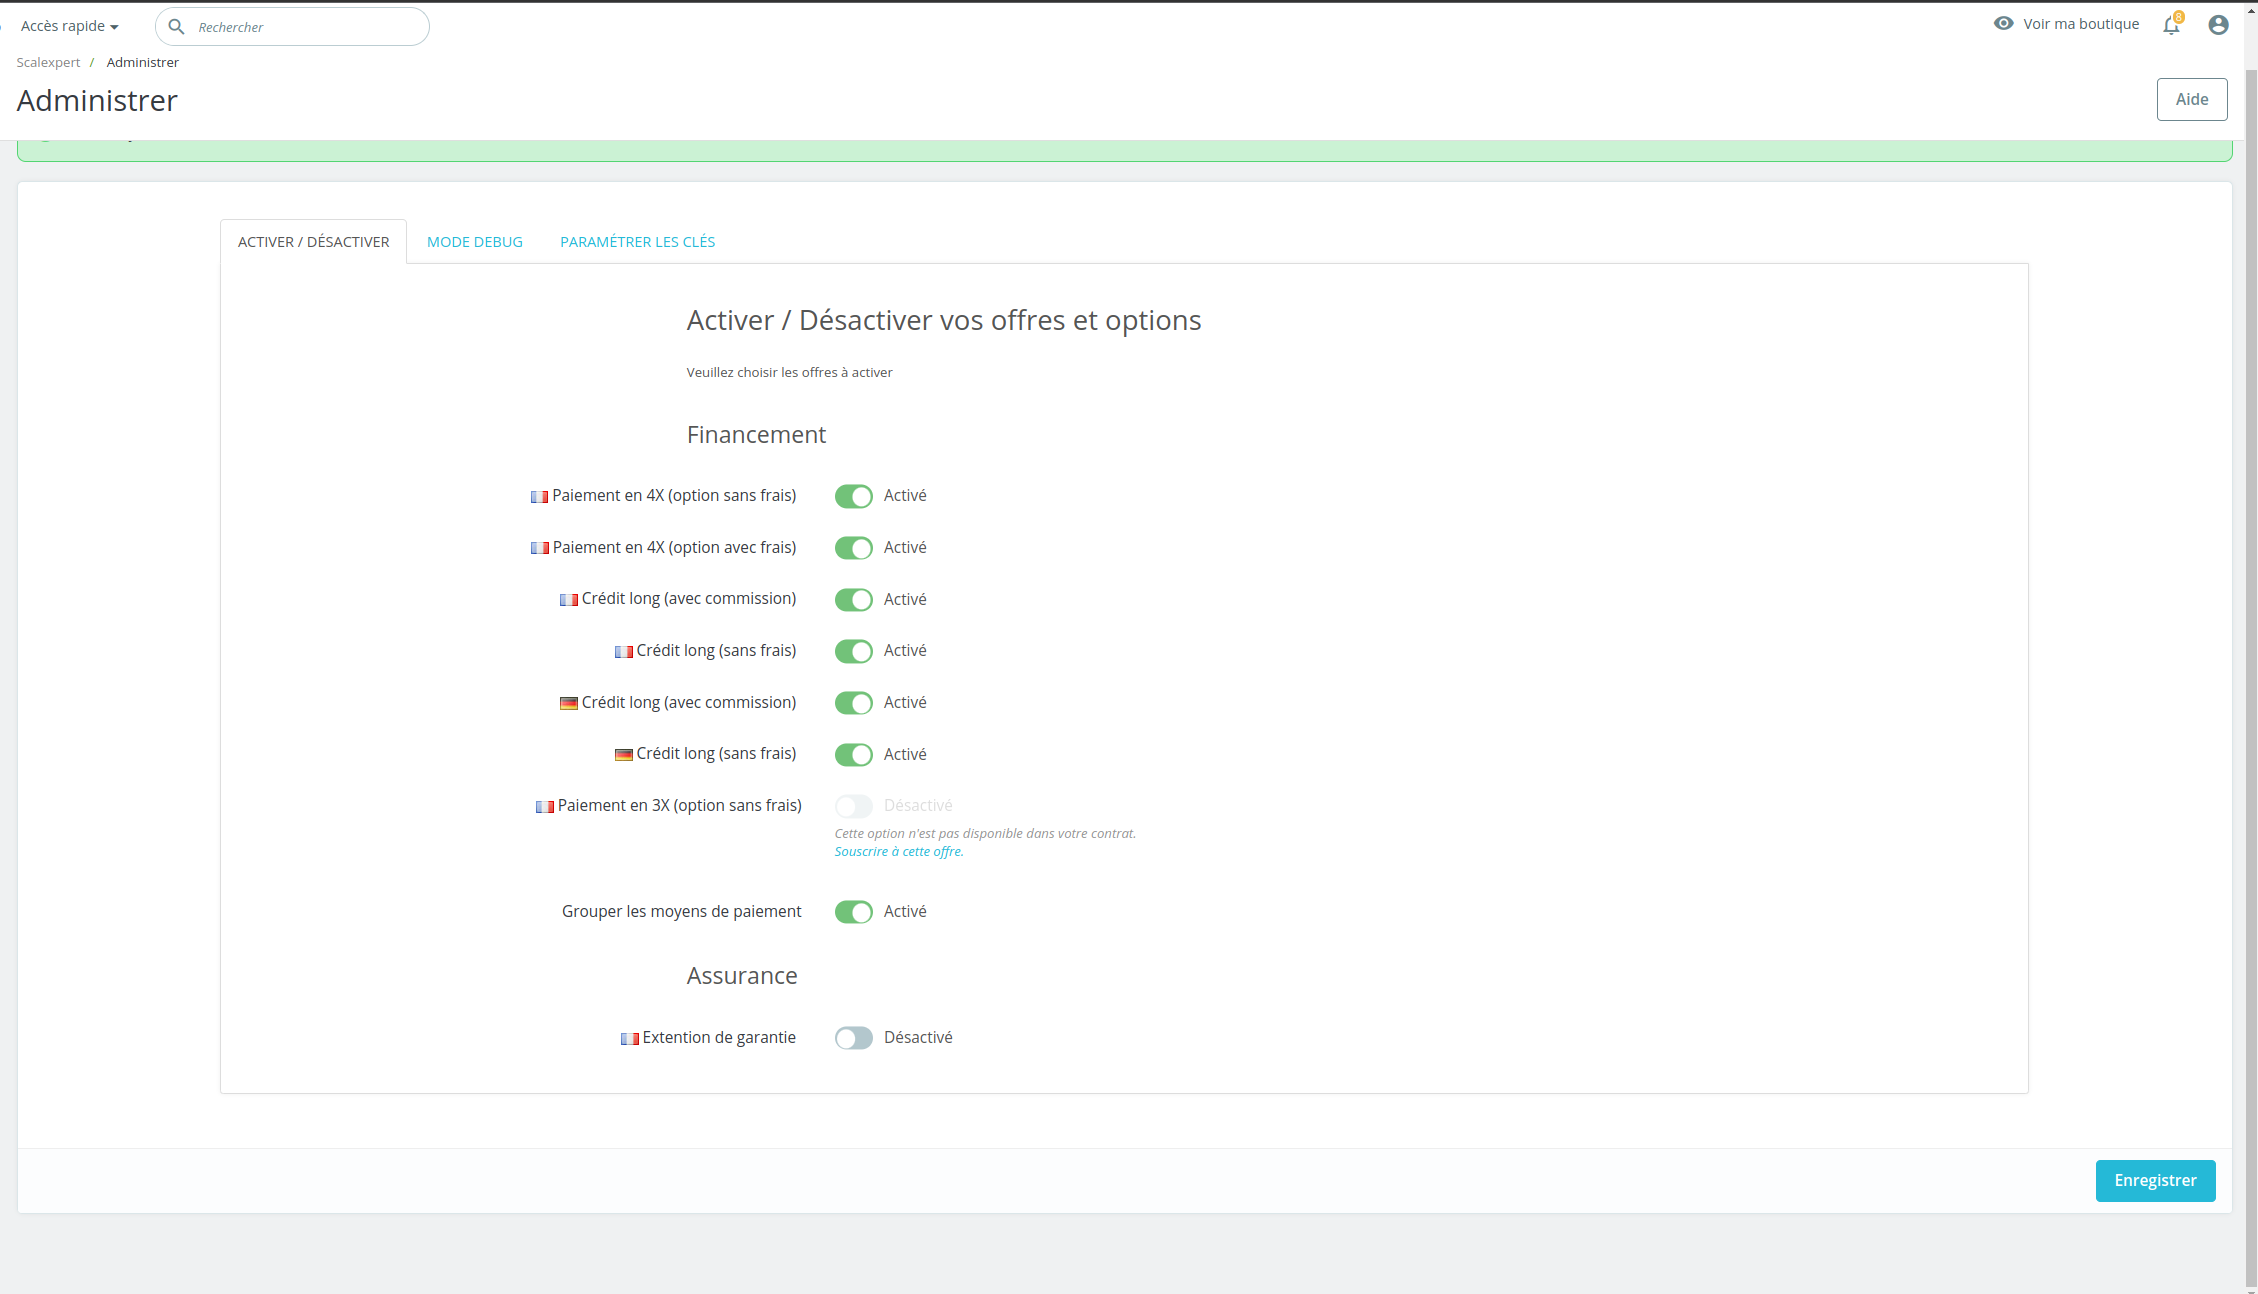 Accès rapide
Rechercher
Voir ma boutique
8
Scalexpert / Administrer
Administrer
Aide
ACTIVER / DÉSACTIVER
MODE DEBUG
PARAMÉTRER LES CLÉS
Activer / Désactiver vos offres et options
Veuillez choisir les offres à activer
Financement
Paiement en 4X (option sans frais) Activé
Paiement en 4X (option avec frais) Activé
Crédit long (avec commission) Activé
Crédit long (sans frais) Activé
Crédit long (avec commission) Activé
Crédit long (sans frais) Activé
Paiement en 3X (option sans frais) Désactivé
Cette option n'est pas disponible dans votre contrat.
Souscrire à cette offre.
Grouper les moyens de paiement Activé
Assurance
Extention de garantie Désactivé
Enregistrer